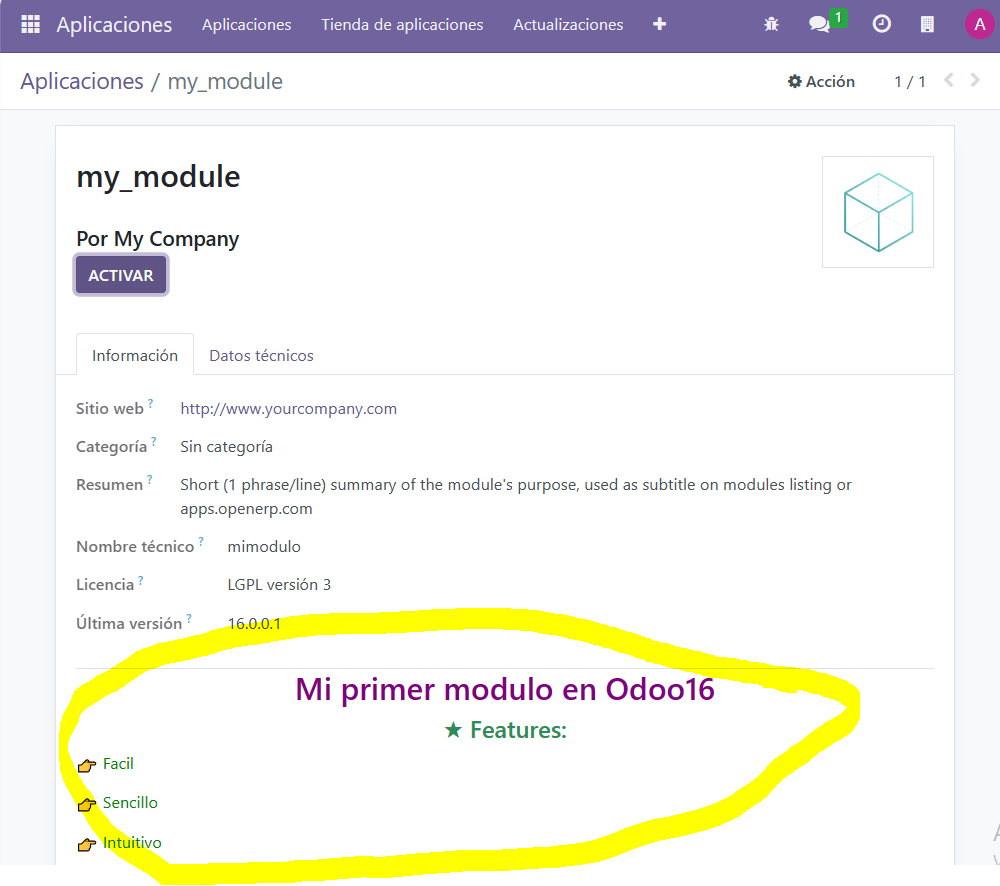 Aplicaciones Aplicaciones Tienda de aplicaciones Actualizaciones + 1 A
Aplicaciones / my_module Acción 1 / 1
my_module
Por My Company
ACTIVAR
Información Datos técnicos
Sitio web ? http://www.yourcompany.com
Categoría ? Sin categoría
Resumen ? Short (1 phrase/line) summary of the module's purpose, used as subtitle on modules listing or
apps.openerp.com
Nombre técnico ? mimodulo
Licencia ? LGPL versión 3
Última versión ? 16.0.0.1
Mi primer modulo en Odoo16
★ Features:
Facil
Sencillo
Intuitivo